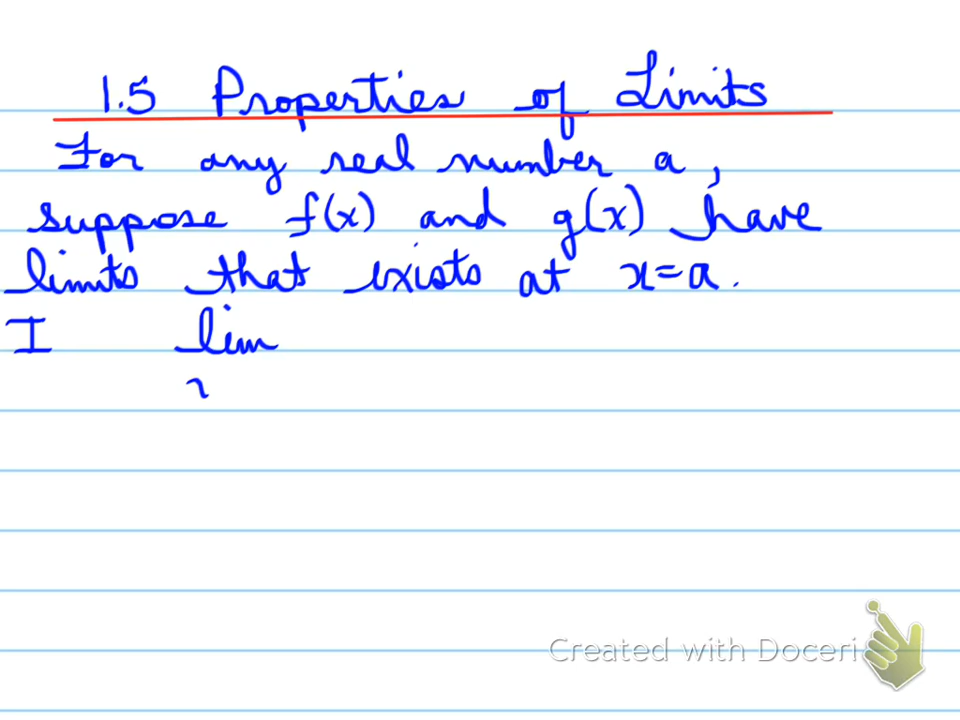 1.5 Properties of Limits
For any real number a,
suppose f(x) and g(x) have
limits that exists at x=a.
I lim
Created with Doceri